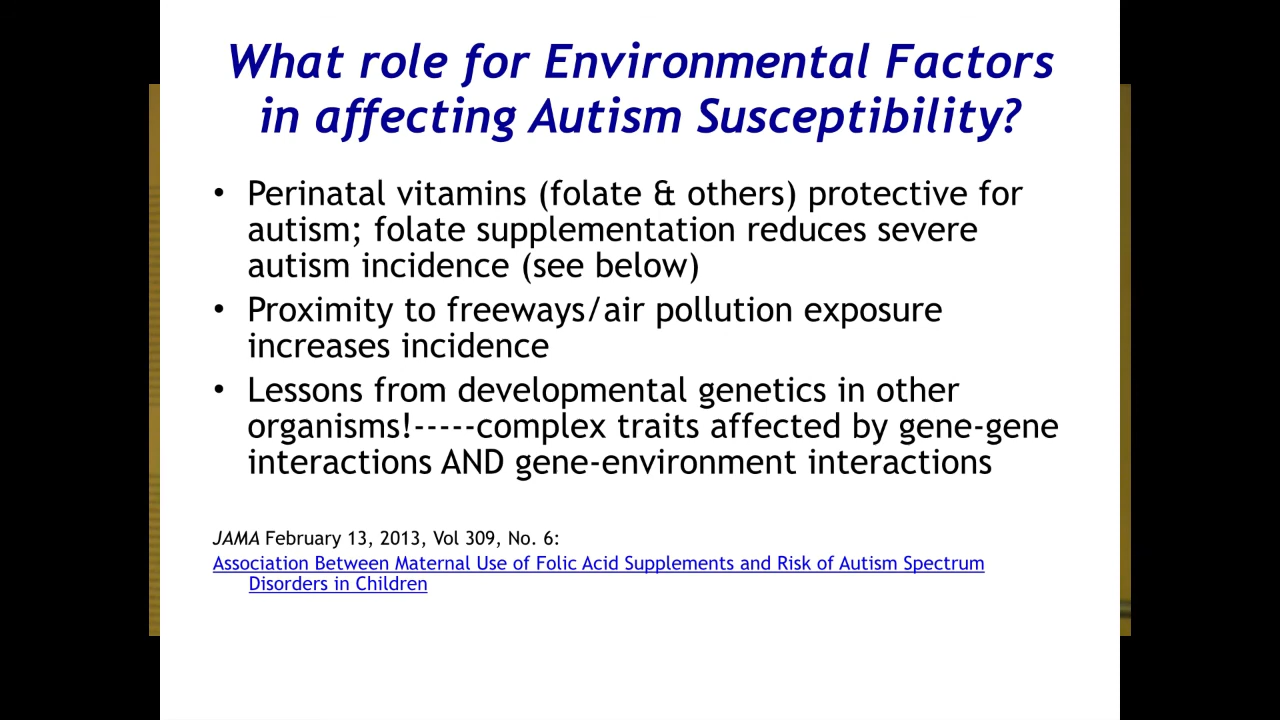 What role for Environmental Factors
in affecting Autism Susceptibility?
• Perinatal vitamins (folate & others) protective for
autism; folate supplementation reduces severe
autism incidence (see below)
• Proximity to freeways/air pollution exposure
increases incidence
• Lessons from developmental genetics in other
organisms!-----complex traits affected by gene-gene
interactions AND gene-environment interactions
JAMA February 13, 2013, Vol 309, No. 6:
Association Between Maternal Use of Folic Acid Supplements and Risk of Autism Spectrum
Disorders in Children